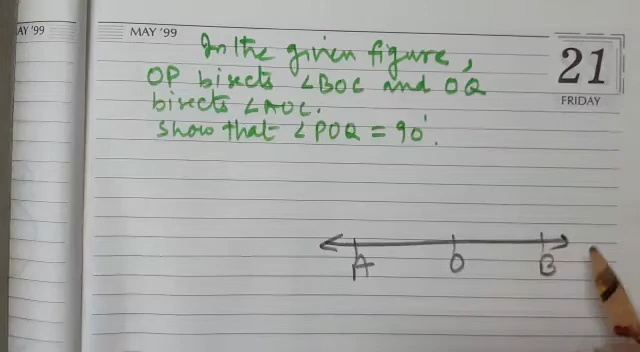 AY '99
MAY '99
21
FRIDAY
In the given figure,
OP bisects ∠BOC and OQ
bisects ∠AOC.
Show that ∠POQ = 90°.
A O B